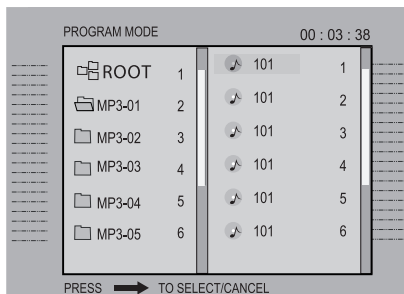 PROGRAM MODE 00 : 03 : 38
ROOT 1
MP3-01 2
MP3-02 3
MP3-03 4
MP3-04 5
MP3-05 6
101 1
101 2
101 3
101 4
101 5
101 6
PRESS TO SELECT/CANCEL